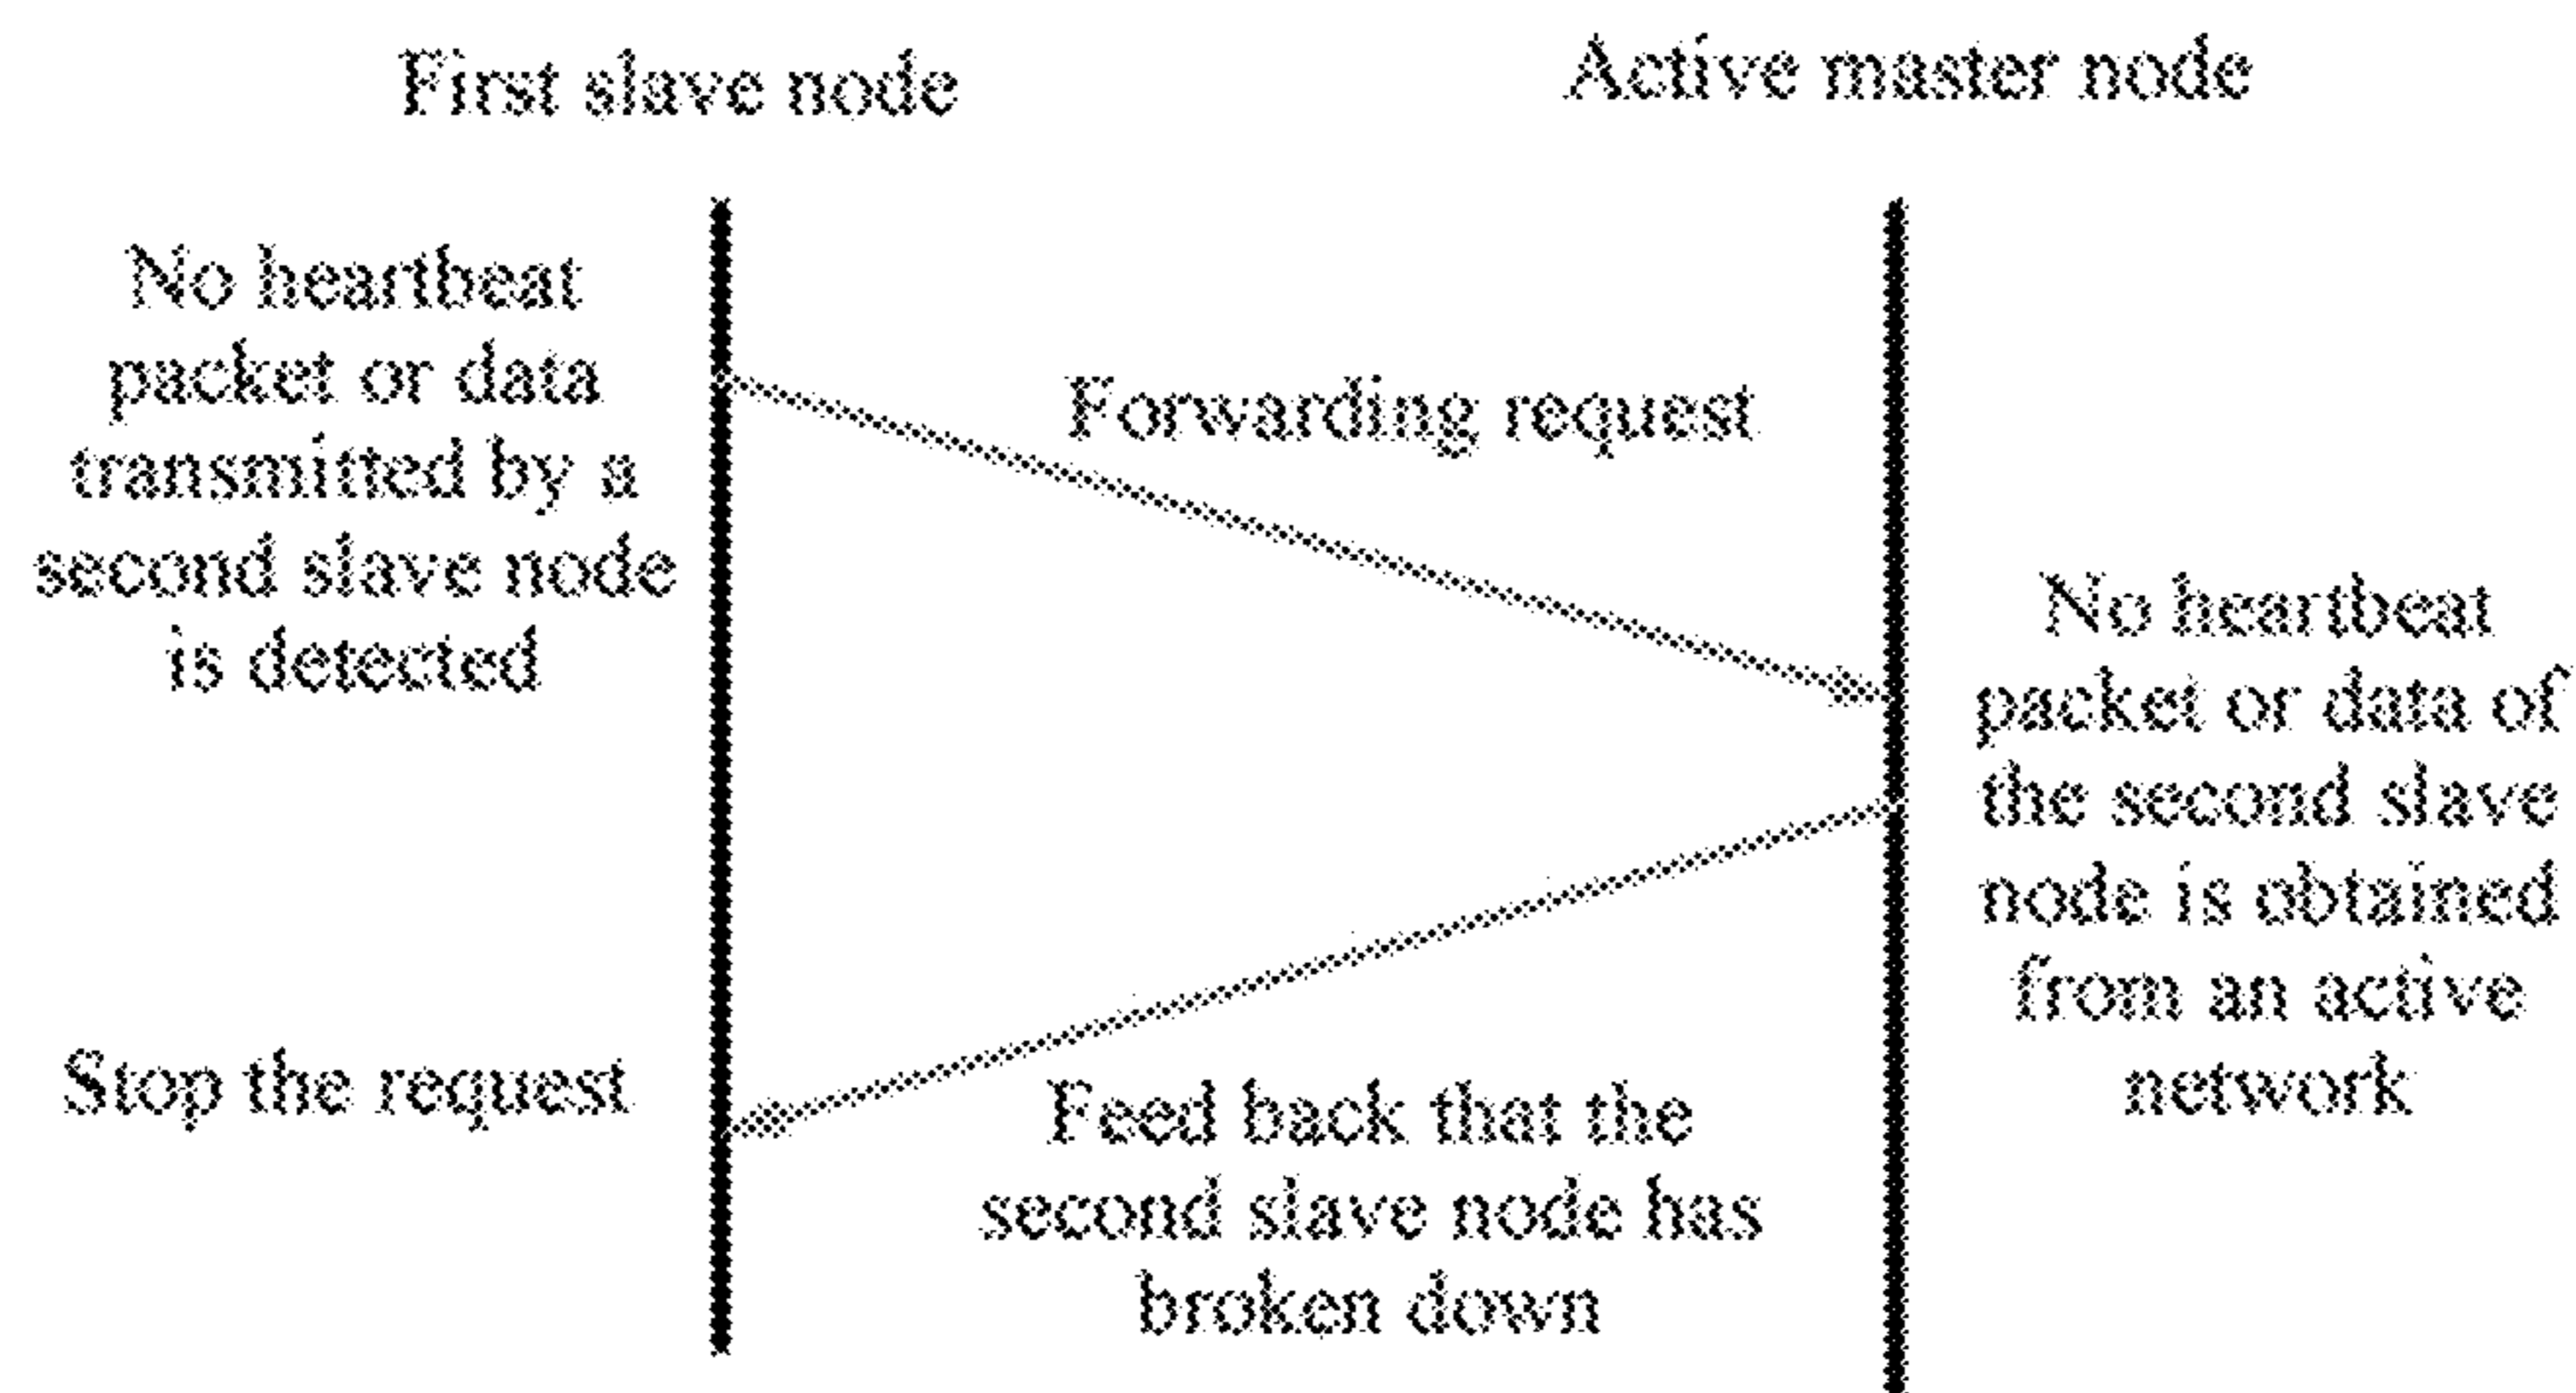 First slave node
Active master node
No heartbeat
packet or data
transmitted by a
second slave node
is detected
Forwarding request
No heartbeat
packet or data of
the second slave
node is obtained
from an active
network
Stop the request
Feed back that the
second slave node has
broken down